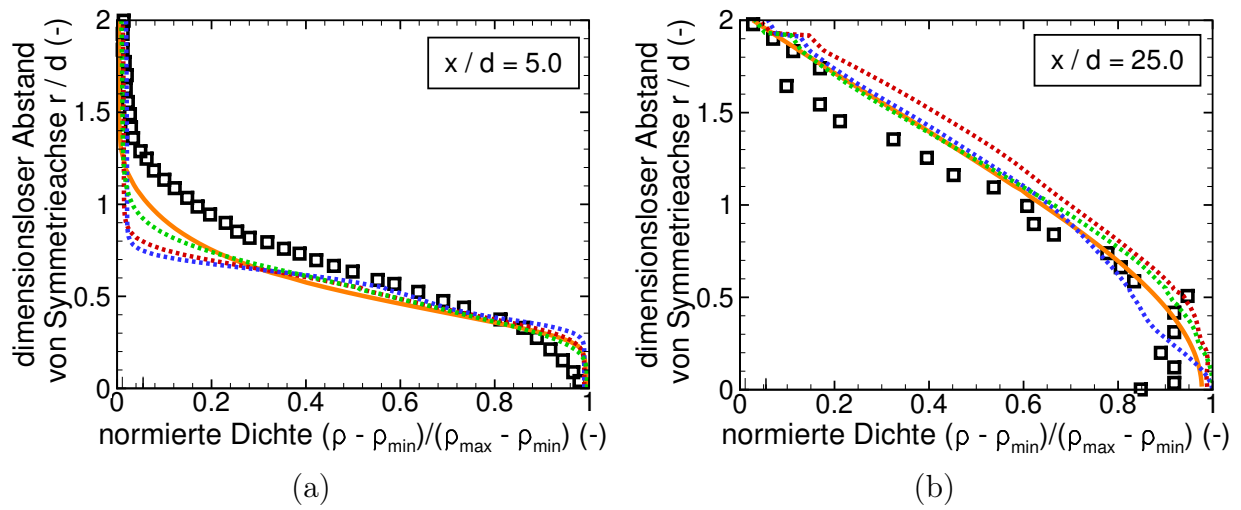 dimensionsloser Abstand
von Symmetrieachse r / d (-)
2
1.5
1
0.5
0
x / d = 5.0
0 0.2 0.4 0.6 0.8 1
normierte Dichte (ρ - ρmin)/(ρmax - ρmin) (-)
(a)
dimensionsloser Abstand
von Symmetrieachse r / d (-)
2
1.5
1
0.5
0
x / d = 25.0
0 0.2 0.4 0.6 0.8 1
normierte Dichte (ρ - ρmin)/(ρmax - ρmin) (-)
(b)